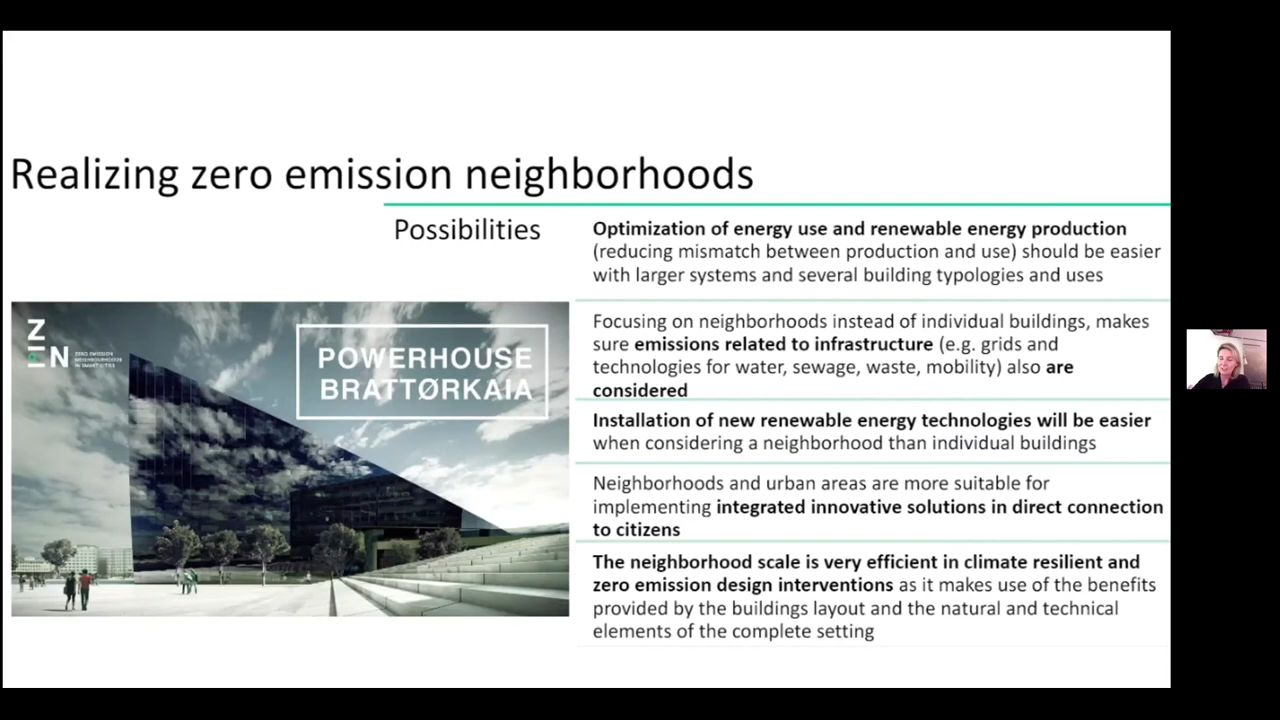 Realizing zero emission neighborhoods
Possibilities
Optimization of energy use and renewable energy production
(reducing mismatch between production and use) should be easier
with larger systems and several building typologies and uses
Focusing on neighborhoods instead of individual buildings, makes
sure emissions related to infrastructure (e.g. grids and
technologies for water, sewage, waste, mobility) also are
considered
Installation of new renewable energy technologies will be easier
when considering a neighborhood than individual buildings
Neighborhoods and urban areas are more suitable for
implementing integrated innovative solutions in direct connection
to citizens
The neighborhood scale is very efficient in climate resilient and
zero emission design interventions as it makes use of the benefits
provided by the buildings layout and the natural and technical
elements of the complete setting
Z
EN
ZERO EMISSION
NEIGHBOURHOODS
IN SMART CITIES
POWERHOUSE
BRATTØRKAIA